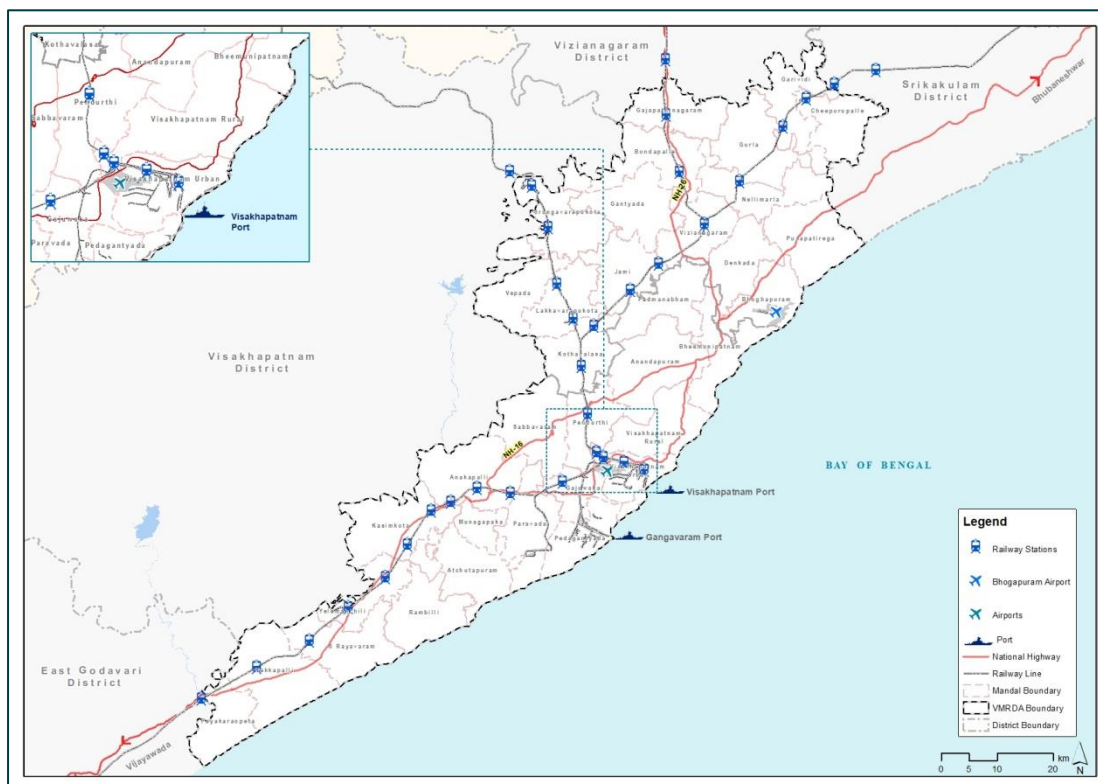 Kothavalasa
Anandapuram
Bheemunipatnam
Pendurthi
Sabbavaram
Visakhapatnam Rural
Visakhapatnam Urban
Gajuwaka
Paravada
Pedagantyada
Visakhapatnam
Port
Vizianagaram
District
Srikakulam
District
Bhubaneshwar
Garividi
Cheepurupalle
Gajapathinagaram
Gurla
Bondapalle
NH-26
Gantyada
Nellimarla
Vizianagaram
Pusapatirega
Denkada
Jami
Padmanabham
Bhoghapuram
Vepada
Lakkavarapukota
Bheemunipatnam
Kothavalasa
Anandapuram
Visakhapatnam
District
Sabbavaram
Pendurthi
Visakhapatnam
Rural
NH-16
BAY OF BENGAL
Anakapalli
Gajuwaka
Visakhapatnam Port
Kasimkota
Munagapaka
Paravada
Pedagantyada
Gangavaram Port
Atchutapuram
Rambilli
S Rayavaram
East Godavari
District
Payakaraopeta
Vijayawada
Legend
Railway Stations
Bhogapuram Airport
Airports
Port
National Highway
Railway Line
Mandal Boundary
VMRDA Boundary
District Boundary
km
0 5 10 20
N